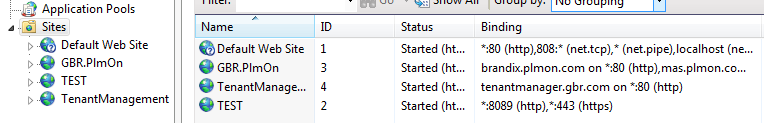 Filter: Go Show All Group by: No Grouping
Application Pools
Sites
Default Web Site
GBR.PlmOn
TEST
TenantManagement
Name ID Status Binding
Default Web Site 1 Started (ht... *:80 (http),808:* (net.tcp),* (net.pipe),localhost (ne...
GBR.PlmOn 3 Started (ht... brandix.plmon.com on *:80 (http),mas.plmon.co...
TenantManage... 4 Started (ht... tenantmanager.gbr.com on *:80 (http)
TEST 2 Started (ht... *:8089 (http),*:443 (https)